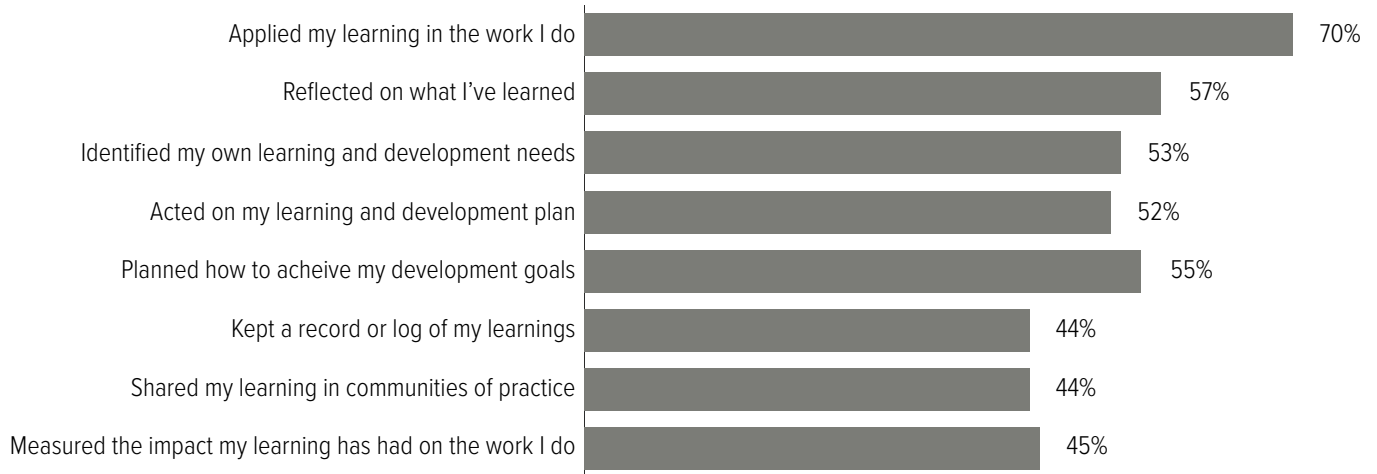 Applied my learning in the work I do 70%
Reflected on what I've learned 57%
Identified my own learning and development needs 53%
Acted on my learning and development plan 52%
Planned how to acheive my development goals 55%
Kept a record or log of my learnings 44%
Shared my learning in communities of practice 44%
Measured the impact my learning has had on the work I do 45%